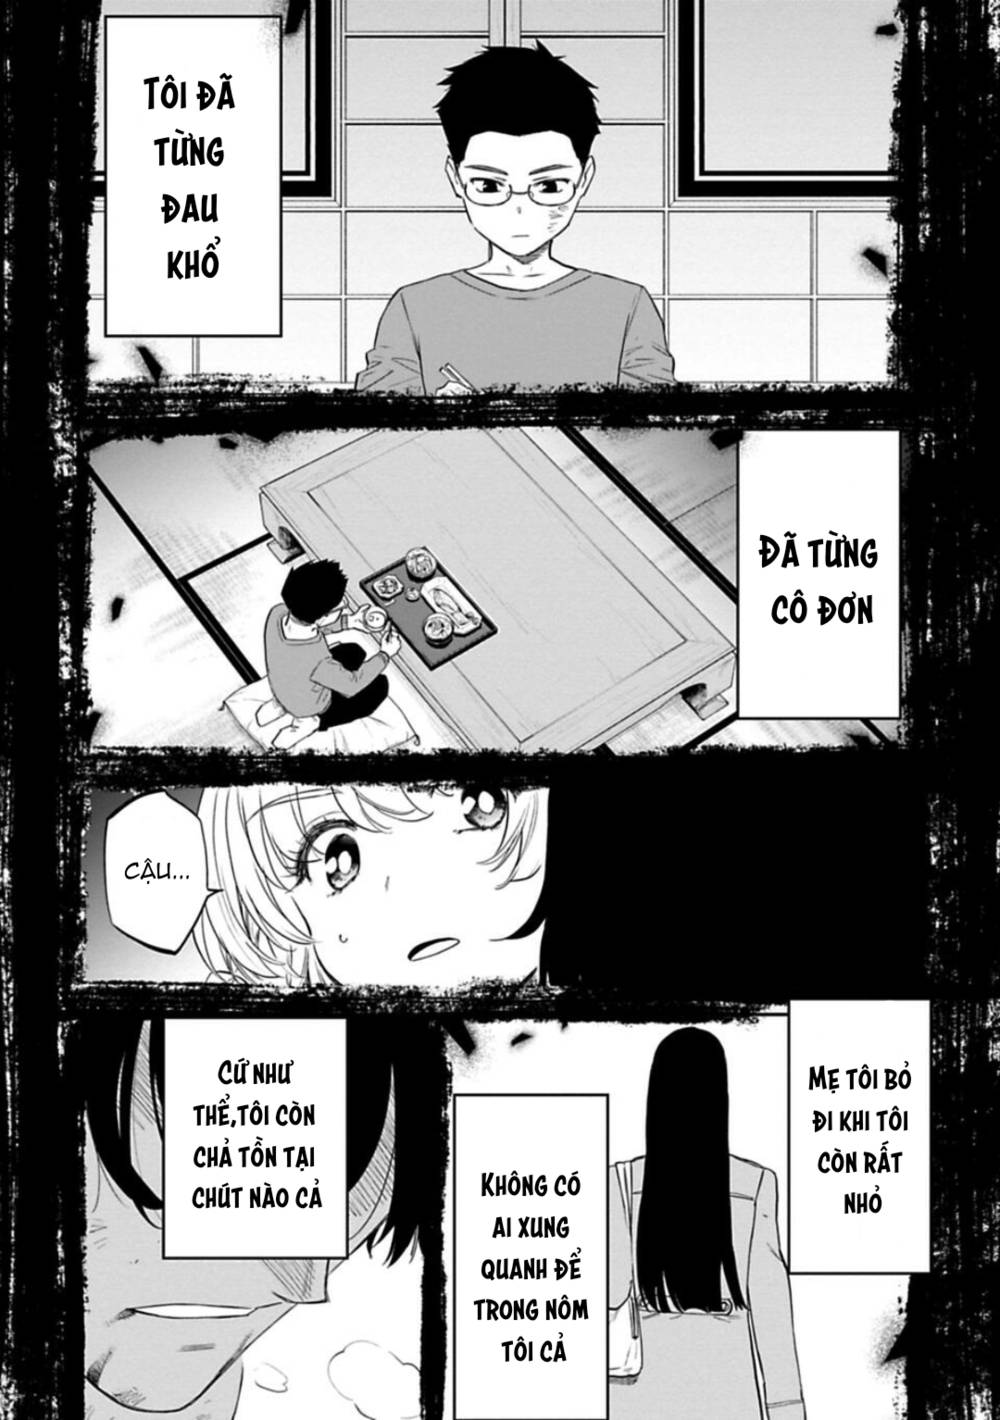 TÔI ĐÃ
TỪNG
ĐAU
KHỔ
ĐÃ TỪNG
CÔ ĐƠN
CẬU...
MẸ TÔI BỎ
ĐI KHI TÔI
CÒN RẤT
NHỎ
KHÔNG CÓ
AI XUNG
QUANH ĐỂ
TRONG NÔM
TÔI CẢ
CỨ NHƯ
THỂ,TÔI CÒN
CHẢ TỒN TẠI
CHÚT NÀO CẢ